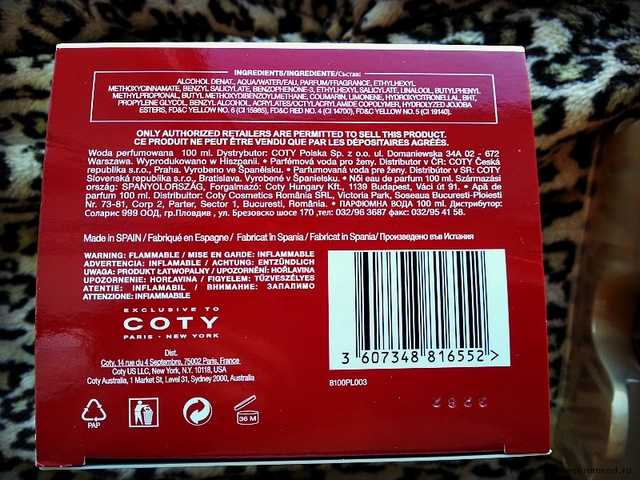 INGREDIENTS/INGREDIENTE/Състав:
ALCOHOL DENAT., AQUA/WATER/EAU, PARFUM/FRAGRANCE, ETHYLHEXYL
METHOXYCINNAMATE, BENZYL SALICYLATE, BENZOPHENONE-3, ETHYLHEXYL SALICYLATE, LINALOOL, BUTYLPHENYL
METHYLPROPIONAL, BUTYL METHOXYDIBENZOYLMETHANE, COUMARIN, LIMONENE, HYDROXYCITRONELLAL, BHT,
PROPYLENE GLYCOL, BENZYL ALCOHOL, ACRYLATES/OCTYLACRYLAMIDE COPOLYMER, HYDROLYZED JOJOBA
ESTERS, FD&C YELLOW NO. 6 (CI 15985), FD&C RED NO. 4 (CI 14700), FD&C YELLOW NO. 5 (CI 19140).
ONLY AUTHORIZED RETAILERS ARE PERMITTED TO SELL THIS PRODUCT.
CE PRODUIT NE PEUT ÊTRE VENDU QUE PAR LES DÉPOSITAIRES AGRÉÉS.
Woda perfumowana 100 ml. Dystrybutor: COTY Polska Sp. z o.o. ul. Domaniewska 34A 02 - 672
Warszawa. Wyprodukowano w Hiszpanii. • Parfémová voda pro ženy. Distributor v ČR: COTY Česká
republika s.r.o., Praha. Vyrobeno ve Španělsku. • Parfumovaná voda pre ženy. Distribútor v SR: COTY
Slovenská republika s.r.o., Bratislava. Vyrobené v Španielsku. • Női eau de parfum 100 ml. Származási
ország: SPANYOLORSZÁG, Forgalmazó: Coty Hungary Kft., 1139 Budapest, Váci út 91. • Apă de
parfum 100 ml. Distribuitor: Coty Cosmetics România SRL, Victoria Park, Soseaua Bucuresti-Ploiesti
Nr. 73-81, Corp 2, Parter, Sector 1, Bucuresti, România. • ПАРФЮМНА ВОДА 100 ml. Дистрибутор:
Соларис 999 ООД, гр.Пловдив , ул. Брезовско шосе 170 ,тел: 032/96 3687 факс: 032/95 41 58.
Made in SPAIN / Fabriqué en Espagne / Fabricat în Spania / Fabricat în Spania/ Произведено във Испания
WARNING: FLAMMABLE / MISE EN GARDE: INFLAMMABLE
ADVERTENCIA: INFLAMABLE / ACHTUNG: ENTZÜNDLICH
UWAGA: PRODUKT ŁATWOPALNY / UPOZORNĚNÍ: HOŘLAVINA
UPOZORNENIE: HORĽAVINA / FIGYELEM: TŰZVESZÉLYES
ATENTIE: INFLAMABIL / ВНИМАНИЕ: ЗАПАЛИМО
ATTENZIONE: INFIAMMABILE
EXCLUSIVE TO
COTY
PARIS - NEW YORK
Dist.
Coty, 14 rue du 4 Septembre, 75002 Paris, France
Coty US LLC, New York, N.Y. 10118, USA
Coty Australia, 1 Market St, Level 31, Sydney 2000, Australia
PAP
36 M
3 607348 816552 >
8100PL003